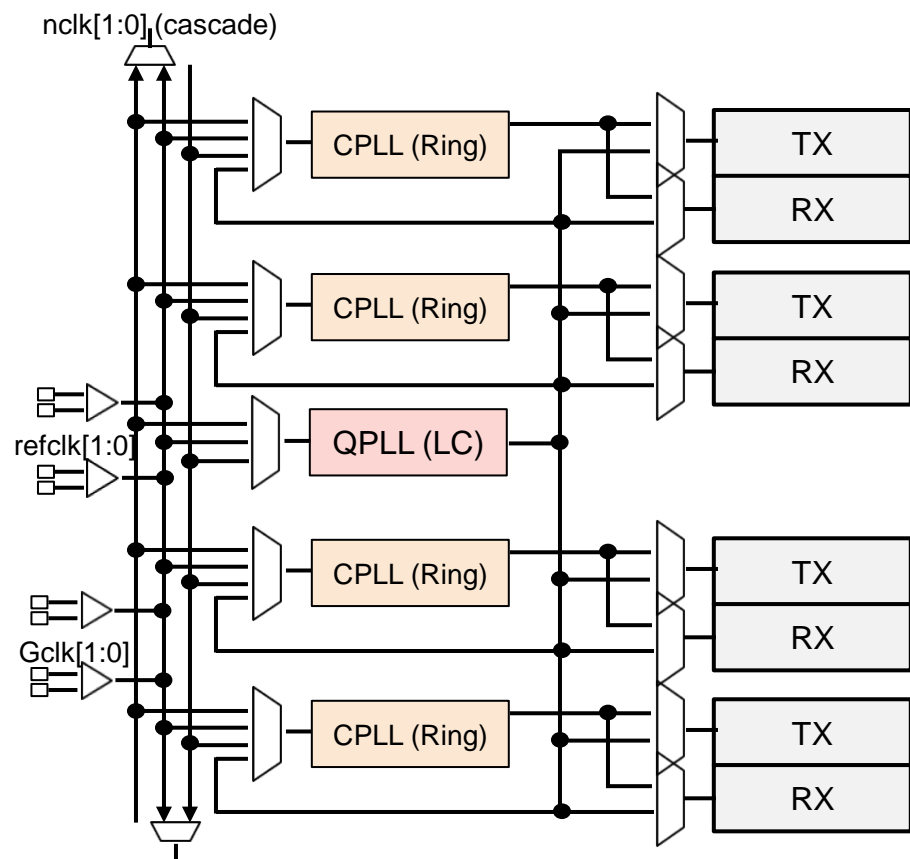 nclk[1:0] (cascade)
CPLL (Ring)
TX
RX
CPLL (Ring)
TX
RX
refclk[1:0]
QPLL (LC)
CPLL (Ring)
TX
RX
Gclk[1:0]
CPLL (Ring)
TX
RX